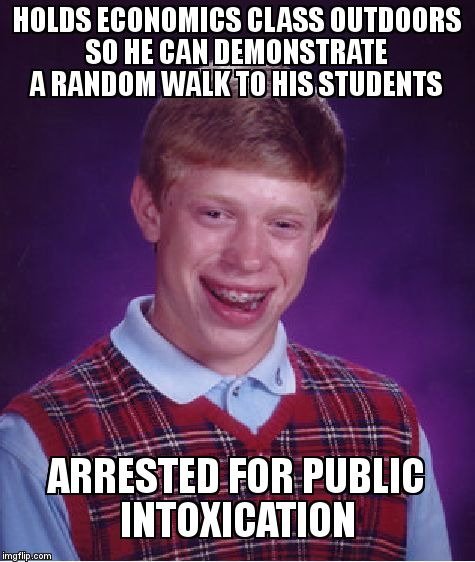 HOLDS ECONOMICS CLASS OUTDOORS
SO HE CAN DEMONSTRATE
A RANDOM WALK TO HIS STUDENTS
ARRESTED FOR PUBLIC
INTOXICATION
imgflip.com